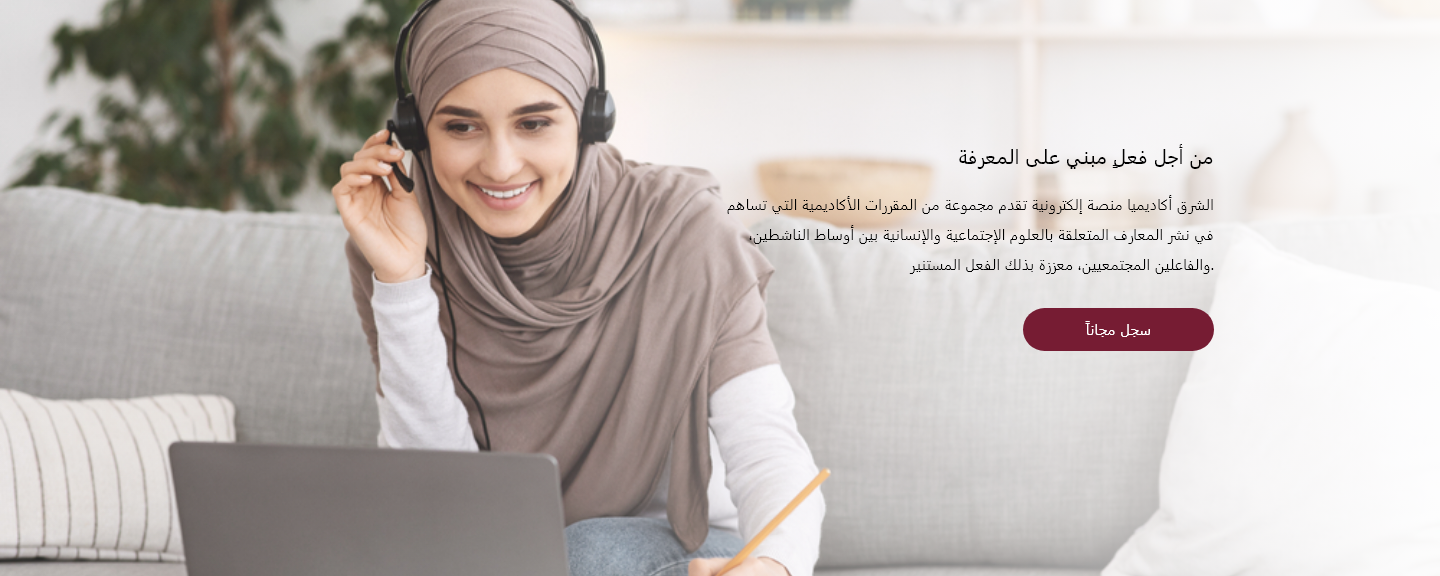 من أجل فعلٍ مبني على المعرفة
الشرق أكاديميا منصة إلكترونية تقدم مجموعة من المقررات الأكاديمية التي تساهم
في نشر المعارف المتعلقة بالعلوم الإجتماعية والإنسانية بين أوساط الناشطين،
.والفاعلين المجتمعيين، معززة بذلك الفعل المستنير
سجل مجاناً